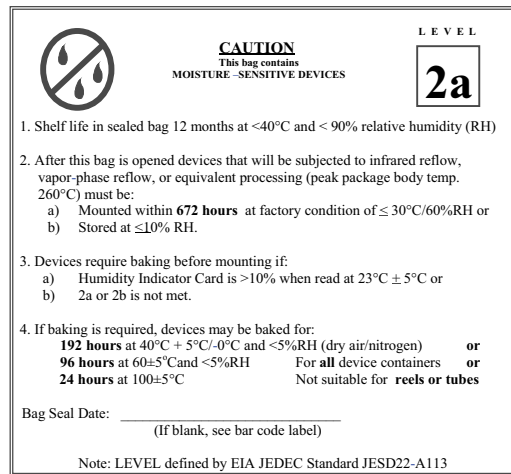 LEVEL
CAUTION
This bag contains
MOISTURE –SENSITIVE DEVICES
2a
1. Shelf life in sealed bag 12 months at <40°C and < 90% relative humidity (RH)
2. After this bag is opened devices that will be subjected to infrared reflow,
vapor-phase reflow, or equivalent processing (peak package body temp.
260°C) must be:
a) Mounted within 672 hours at factory condition of ≤ 30°C/60%RH or
b) Stored at ≤10% RH.
3. Devices require baking before mounting if:
a) Humidity Indicator Card is >10% when read at 23°C ± 5°C or
b) 2a or 2b is not met.
4. If baking is required, devices may be baked for:
192 hours at 40°C + 5°C/-0°C and <5%RH (dry air/nitrogen) or
96 hours at 60±5°Cand <5%RH For all device containers or
24 hours at 100±5°C Not suitable for reels or tubes
Bag Seal Date: ______________________________
(If blank, see bar code label)
Note: LEVEL defined by EIA JEDEC Standard JESD22-A113